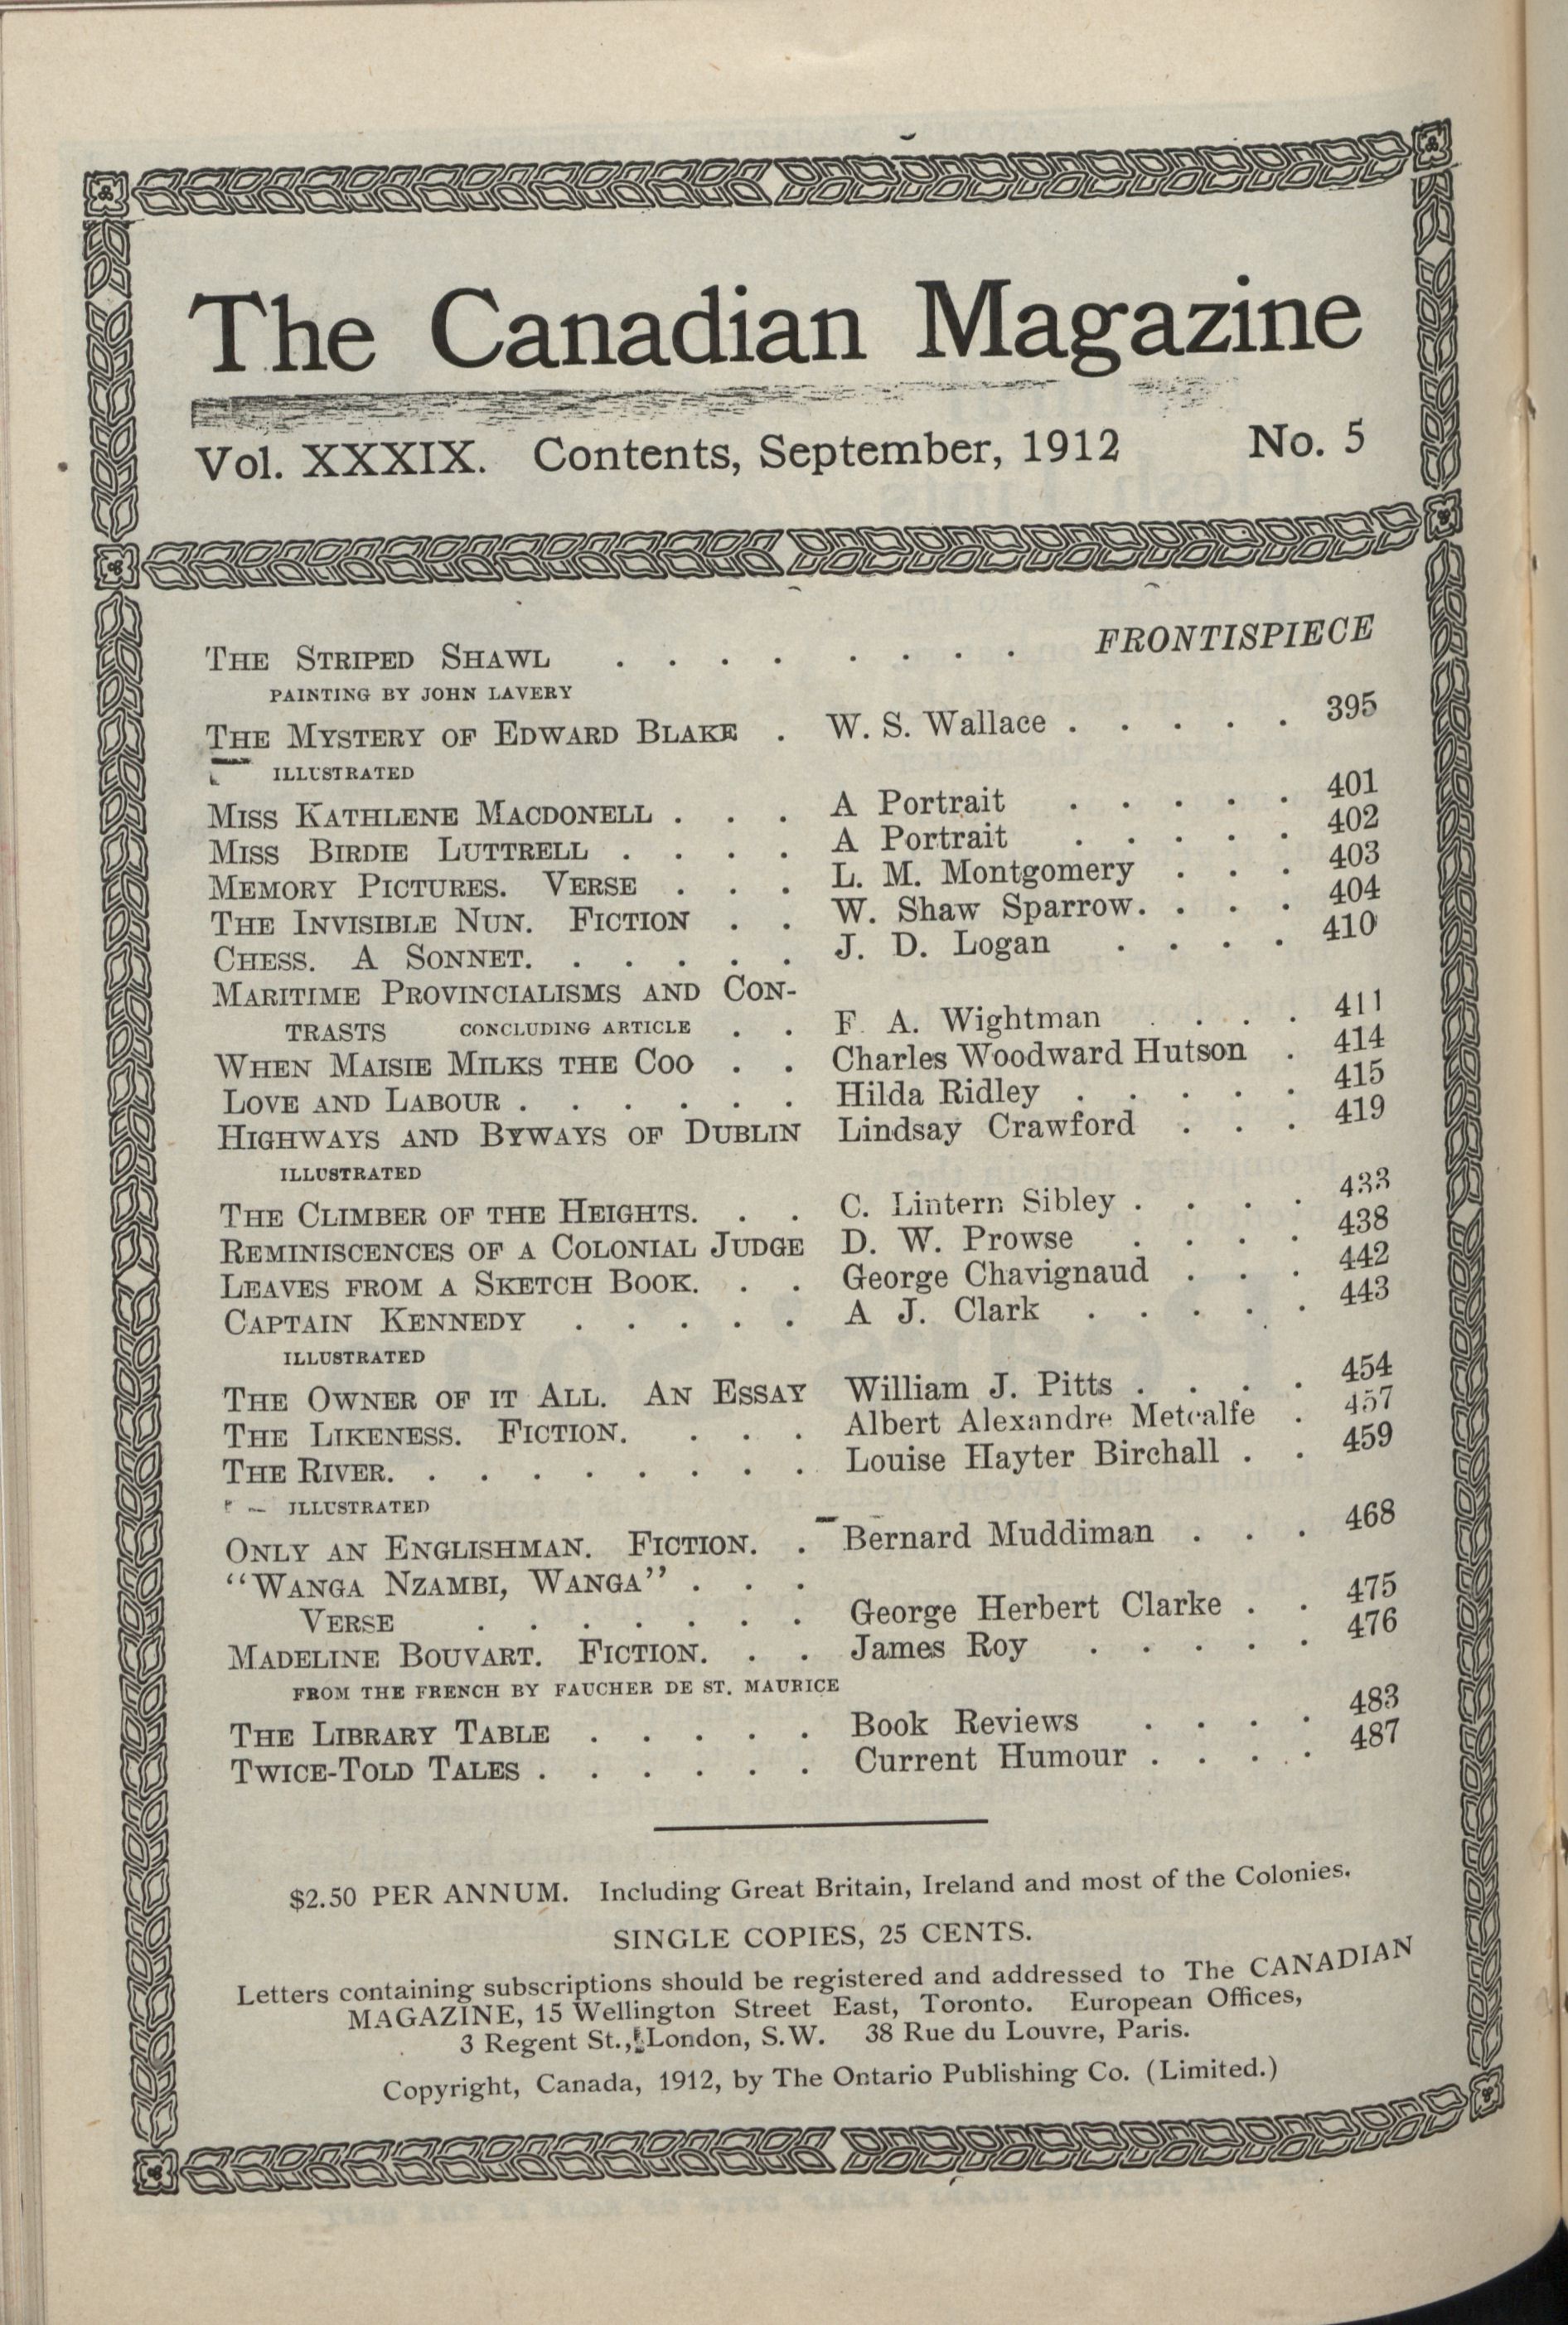 The Canadian Magazine
Vol. XXXIX. Contents, September, 1912 No. 5
THE STRIPED SHAWL . . . . . . . . FRONTISPIECE
PAINTING BY JOHN LAVERY
THE MYSTERY OF EDWARD BLAKE . W. S. Wallace . . . . . 395
ILLUSTRATED
MISS KATHLENE MACDONELL . . . A Portrait . . . . . 401
MISS BIRDIE LUTTRELL . . . . A Portrait . . . . . 402
MEMORY PICTURES. VERSE . . . L. M. Montgomery . . . 403
THE INVISIBLE NUN. FICTION . . W. Shaw Sparrow. . . . 404
CHESS. A SONNET. . . . . . J. D. Logan . . . . 410
MARITIME PROVINCIALISMS AND CON-
TRASTS CONCLUDING ARTICLE . . F. A. Wightman . . . . 411
WHEN MAISIE MILKS THE COO . . Charles Woodward Hutson . 414
LOVE AND LABOUR . . . . . . Hilda Ridley . . . . . 415
HIGHWAYS AND BYWAYS OF DUBLIN Lindsay Crawford . . . 419
ILLUSTRATED
THE CLIMBER OF THE HEIGHTS. . . C. Lintern Sibley . . . . 433
REMINISCENCES OF A COLONIAL JUDGE D. W. Prowse . . . . 438
LEAVES FROM A SKETCH BOOK. . . George Chavignaud . . . 442
CAPTAIN KENNEDY . . . . . A J. Clark . . . . . 443
ILLUSTRATED
THE OWNER OF IT ALL. AN ESSAY William J. Pitts . . . . 454
THE LIKENESS. FICTION. . . . Albert Alexandre Metcalfe . 457
THE RIVER. . . . . . . . . Louise Hayter Birchall . . 459
ILLUSTRATED
ONLY AN ENGLISHMAN. FICTION. . Bernard Muddiman . . . 468
"WANGA NZAMBI, WANGA" . . .
VERSE . . . . . . . George Herbert Clarke . . 475
MADELINE BOUVART. FICTION. . . James Roy . . . . . 476
FROM THE FRENCH BY FAUCHER DE ST. MAURICE
THE LIBRARY TABLE . . . . . Book Reviews . . . . 483
TWICE-TOLD TALES . . . . . . Current Humour . . . . 487
$2.50 PER ANNUM. Including Great Britain, Ireland and most of the Colonies.
SINGLE COPIES, 25 CENTS.
Letters containing subscriptions should be registered and addressed to The CANADIAN
MAGAZINE, 15 Wellington Street East, Toronto. European Offices,
3 Regent St., London, S.W. 38 Rue du Louvre, Paris.
Copyright, Canada, 1912, by The Ontario Publishing Co. (Limited.)